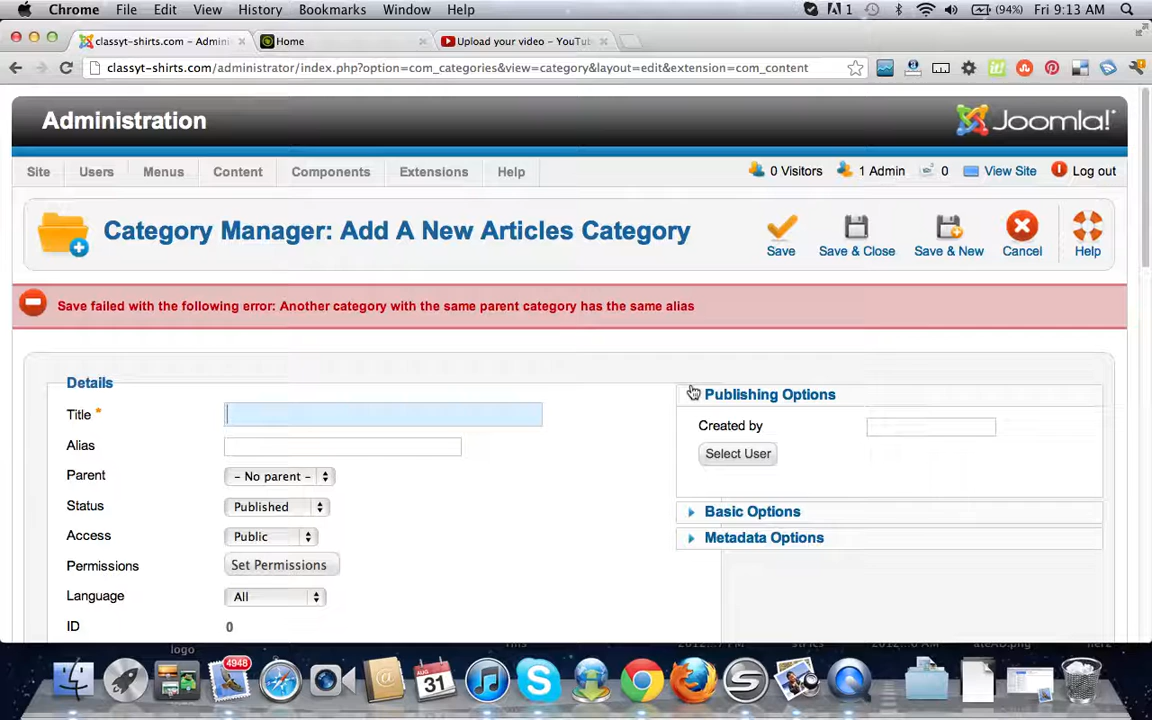 Chrome File Edit View History Bookmarks Window Help 1 (94%) Fri 9:13 AM
classyt-shirts.com – Admini Home Upload your video – YouTub
classyt-shirts.com/administrator/index.php?option=com_categories&view=category&layout=edit&extension=com_content
Administration Joomla!
Site Users Menus Content Components Extensions Help 0 Visitors 1 Admin 0 View Site Log out
Category Manager: Add A New Articles Category Save Save & Close Save & New Cancel Help
Save failed with the following error: Another category with the same parent category has the same alias
Details
Title *
Alias
Parent - No parent -
Status Published
Access Public
Permissions Set Permissions
Language All
ID 0
Publishing Options
Created by
Select User
Basic Options
Metadata Options
logo
4948
31